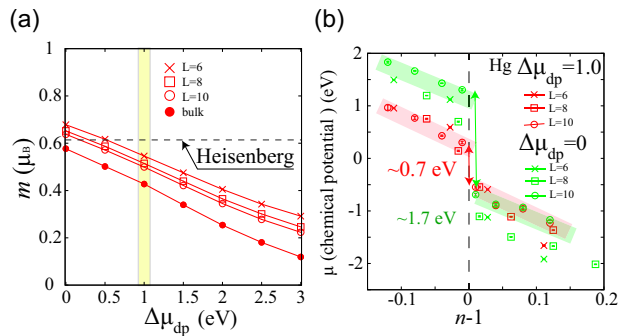 (a)
1
0.8
0.6
0.4
0.2
0
m (μB)
0
0.5
1
1.5
2
2.5
3
Δμdp (eV)
L=6
L=8
L=10
bulk
Heisenberg
(b)
2
1
0
-1
-2
μ (chemical potential ) (eV)
-0.1
0
0.1
0.2
n-1
Hg Δμdp=1.0
L=6
L=8
L=10
Δμdp=0
L=6
L=8
L=10
~0.7 eV
~1.7 eV